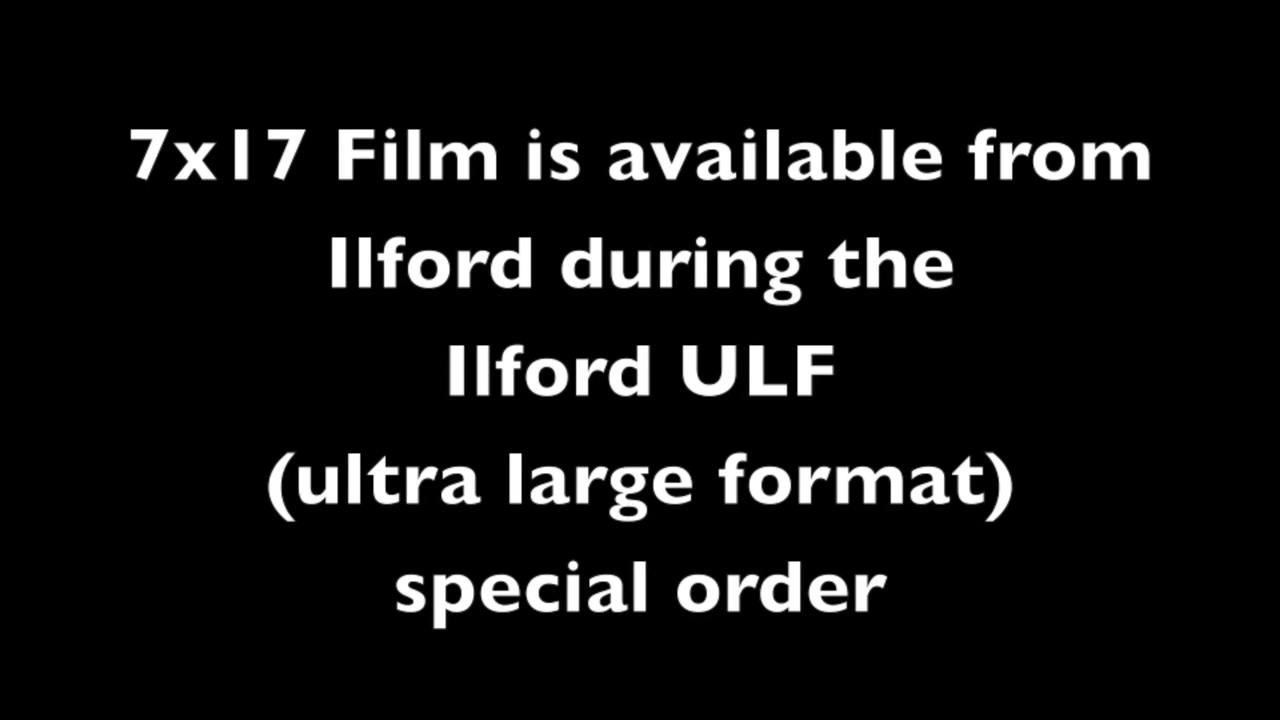 7x17 Film is available from
Ilford during the
Ilford ULF
(ultra large format)
special order